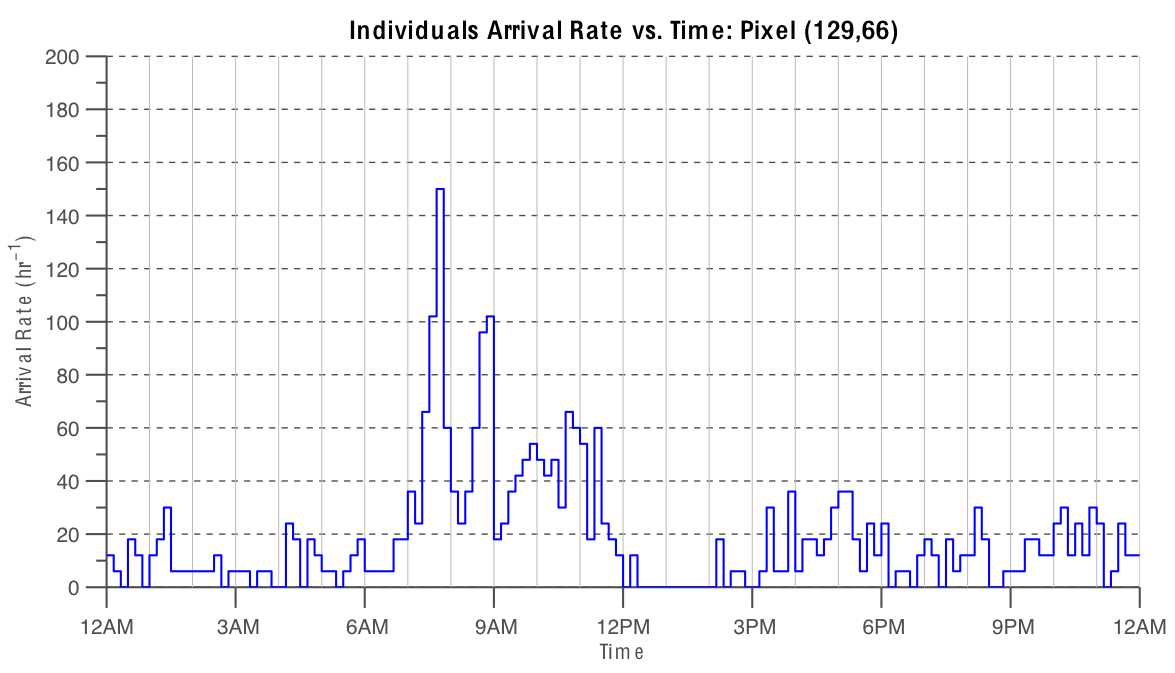 Individuals Arrival Rate vs. Time: Pixel (129,66)
200
180
160
140
120
100
80
60
40
20
0
Arrival Rate (hr⁻¹)
12AM 3AM 6AM 9AM 12PM 3PM 6PM 9PM 12AM
Time